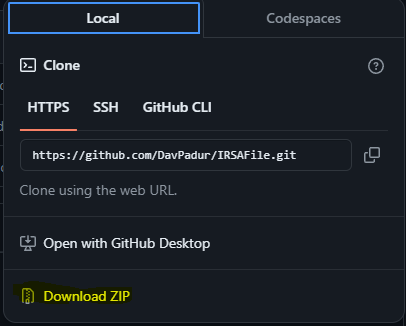 Local
Codespaces
Clone
HTTPS
SSH
GitHub CLI
https://github.com/DavPadur/IRSAFile.git
Clone using the web URL.
Open with GitHub Desktop
Download ZIP